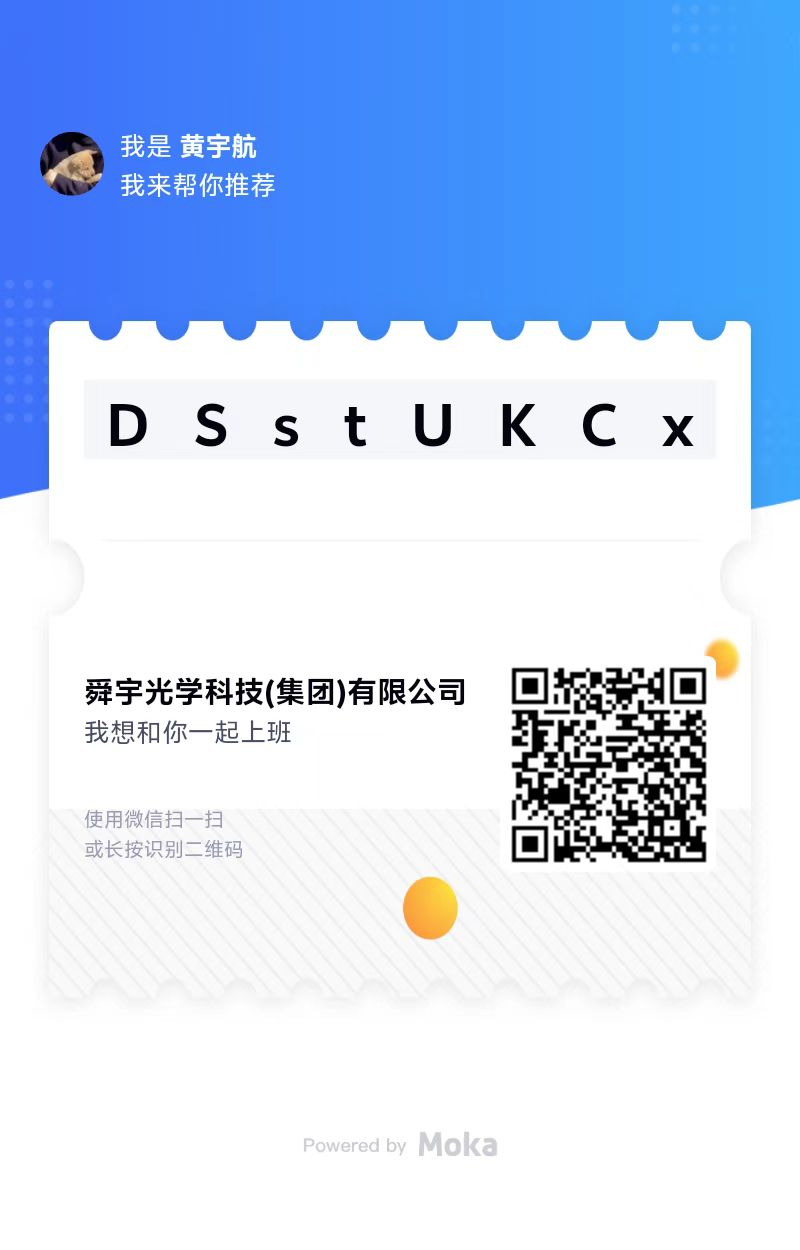 我是 黄宇航
我来帮你推荐
D S s t U K C x
舜宇光学科技(集团)有限公司
我想和你一起上班
使用微信扫一扫
或长按识别二维码
Powered by Moka